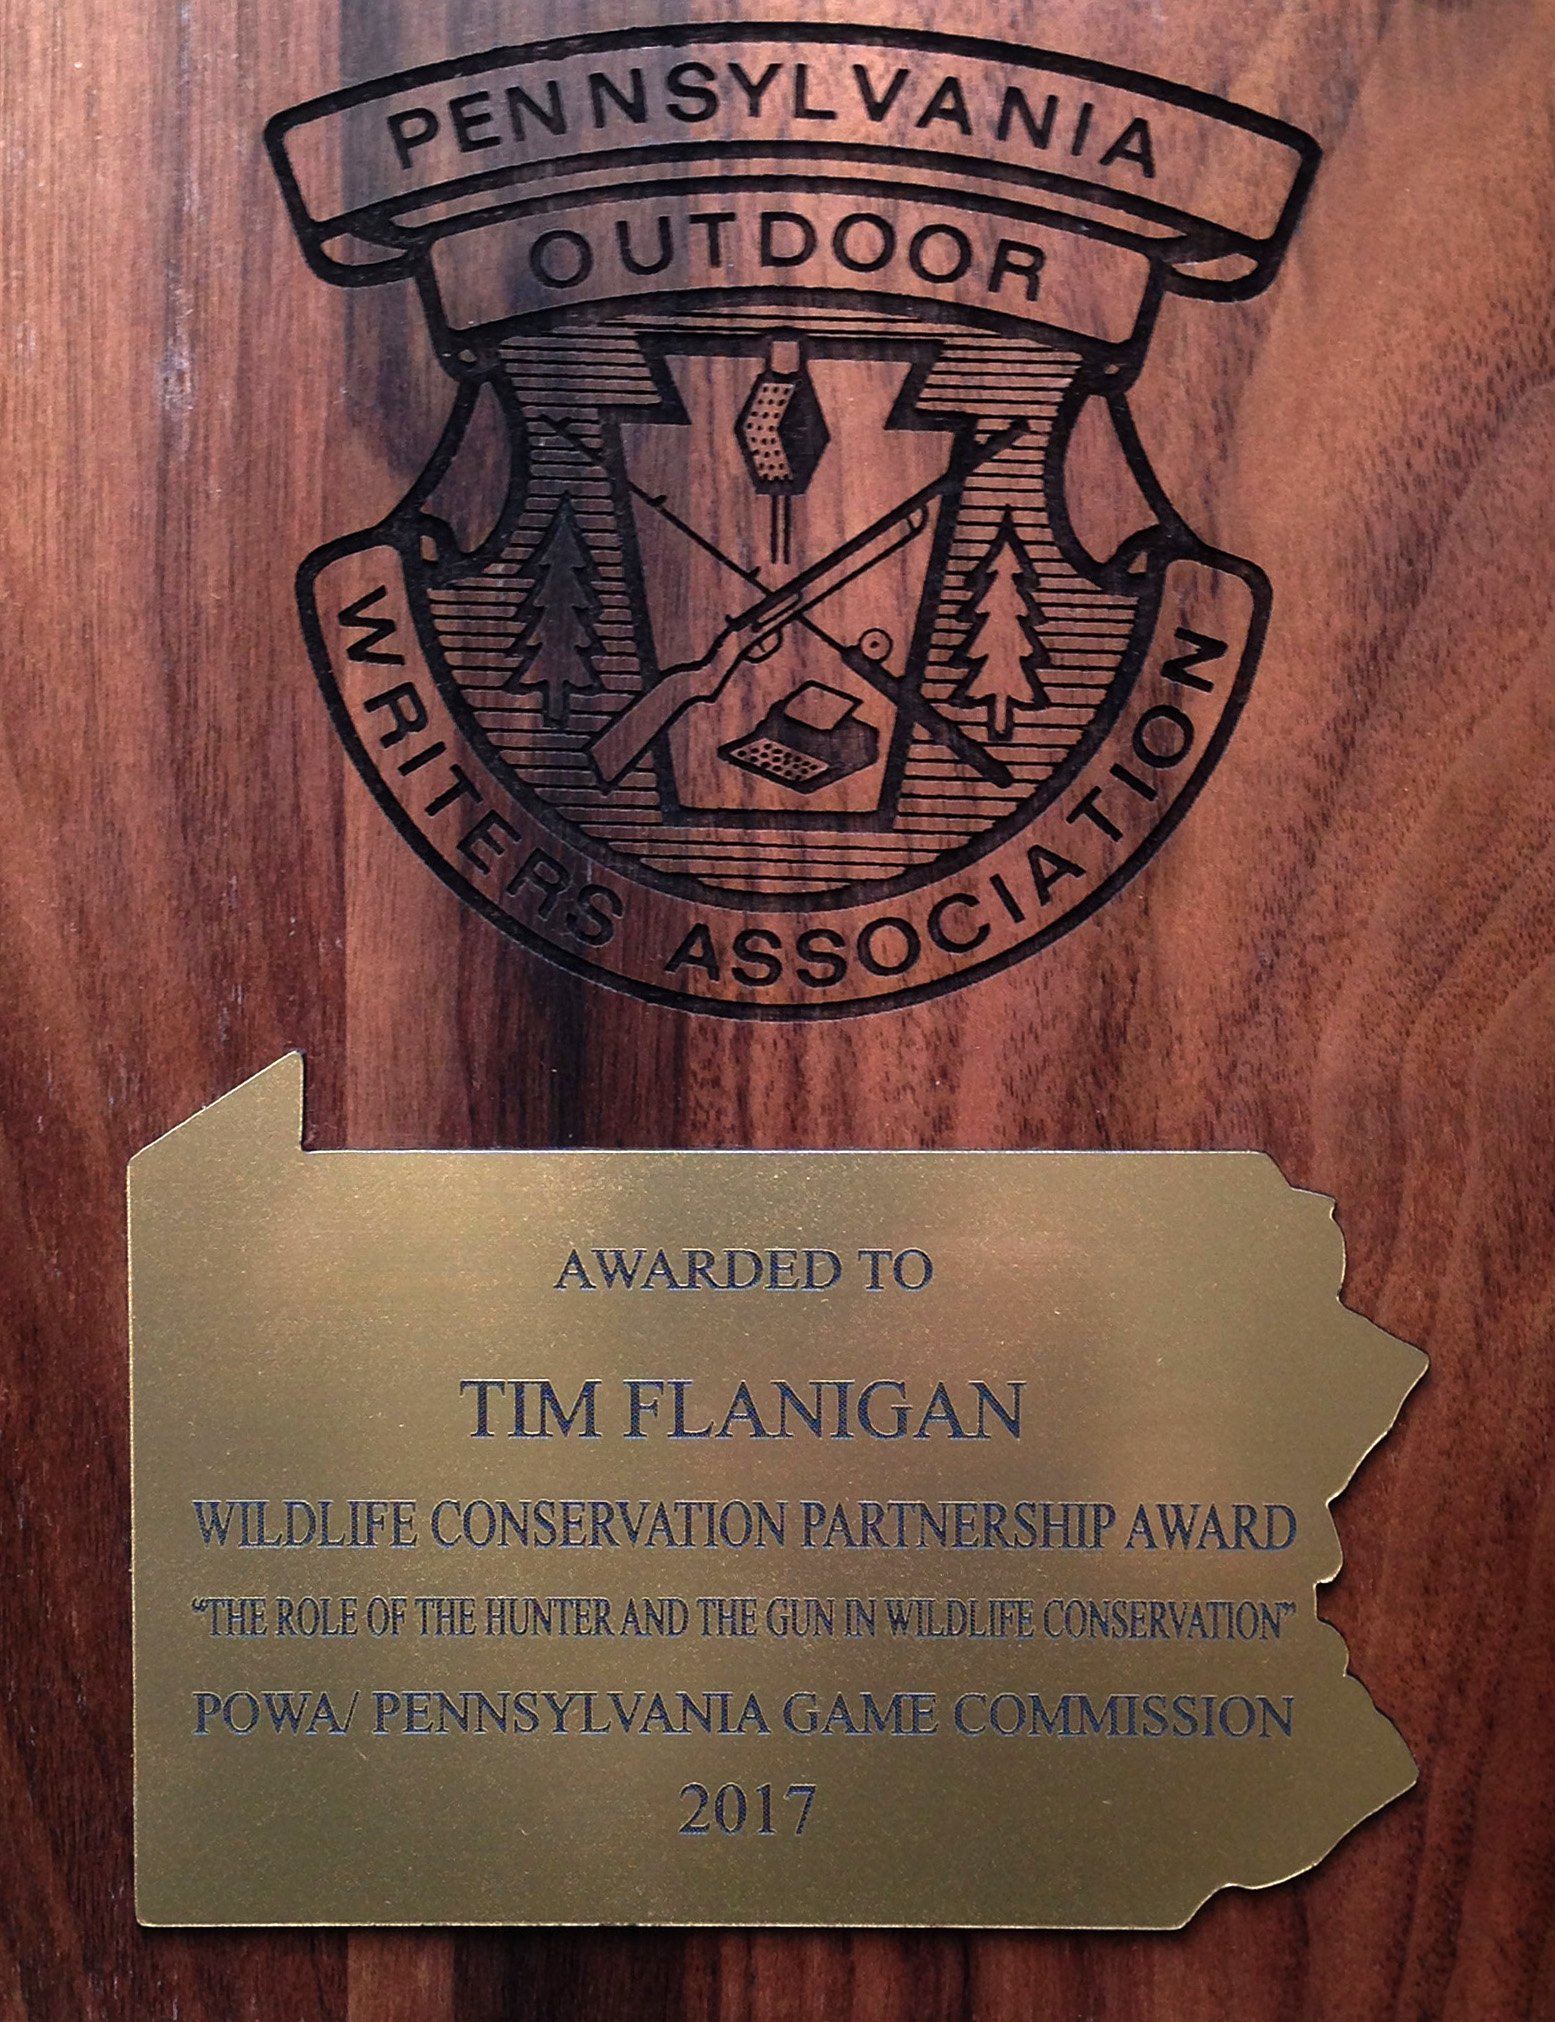 PENNSYLVANIA
OUTDOOR
WRITERS ASSOCIATION
AWARDED TO
TIM FLANIGAN
WILDLIFE CONSERVATION PARTNERSHIP AWARD
“THE ROLE OF THE HUNTER AND THE GUN IN WILDLIFE CONSERVATION”
POWA/ PENNSYLVANIA GAME COMMISSION
2017